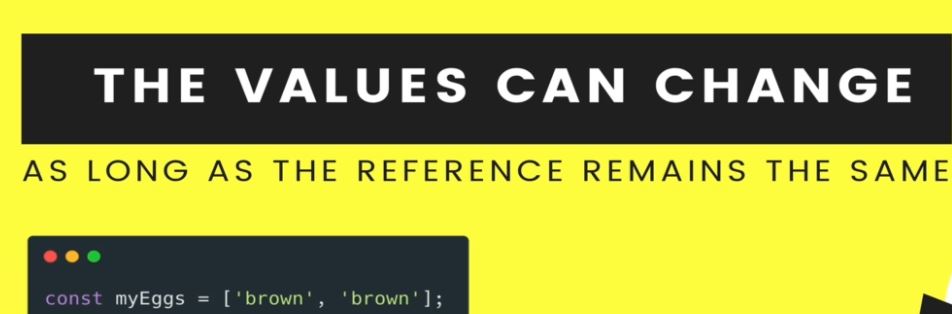 THE VALUES CAN CHANGE
AS LONG AS THE REFERENCE REMAINS THE SAME
const myEggs = ['brown', 'brown'];